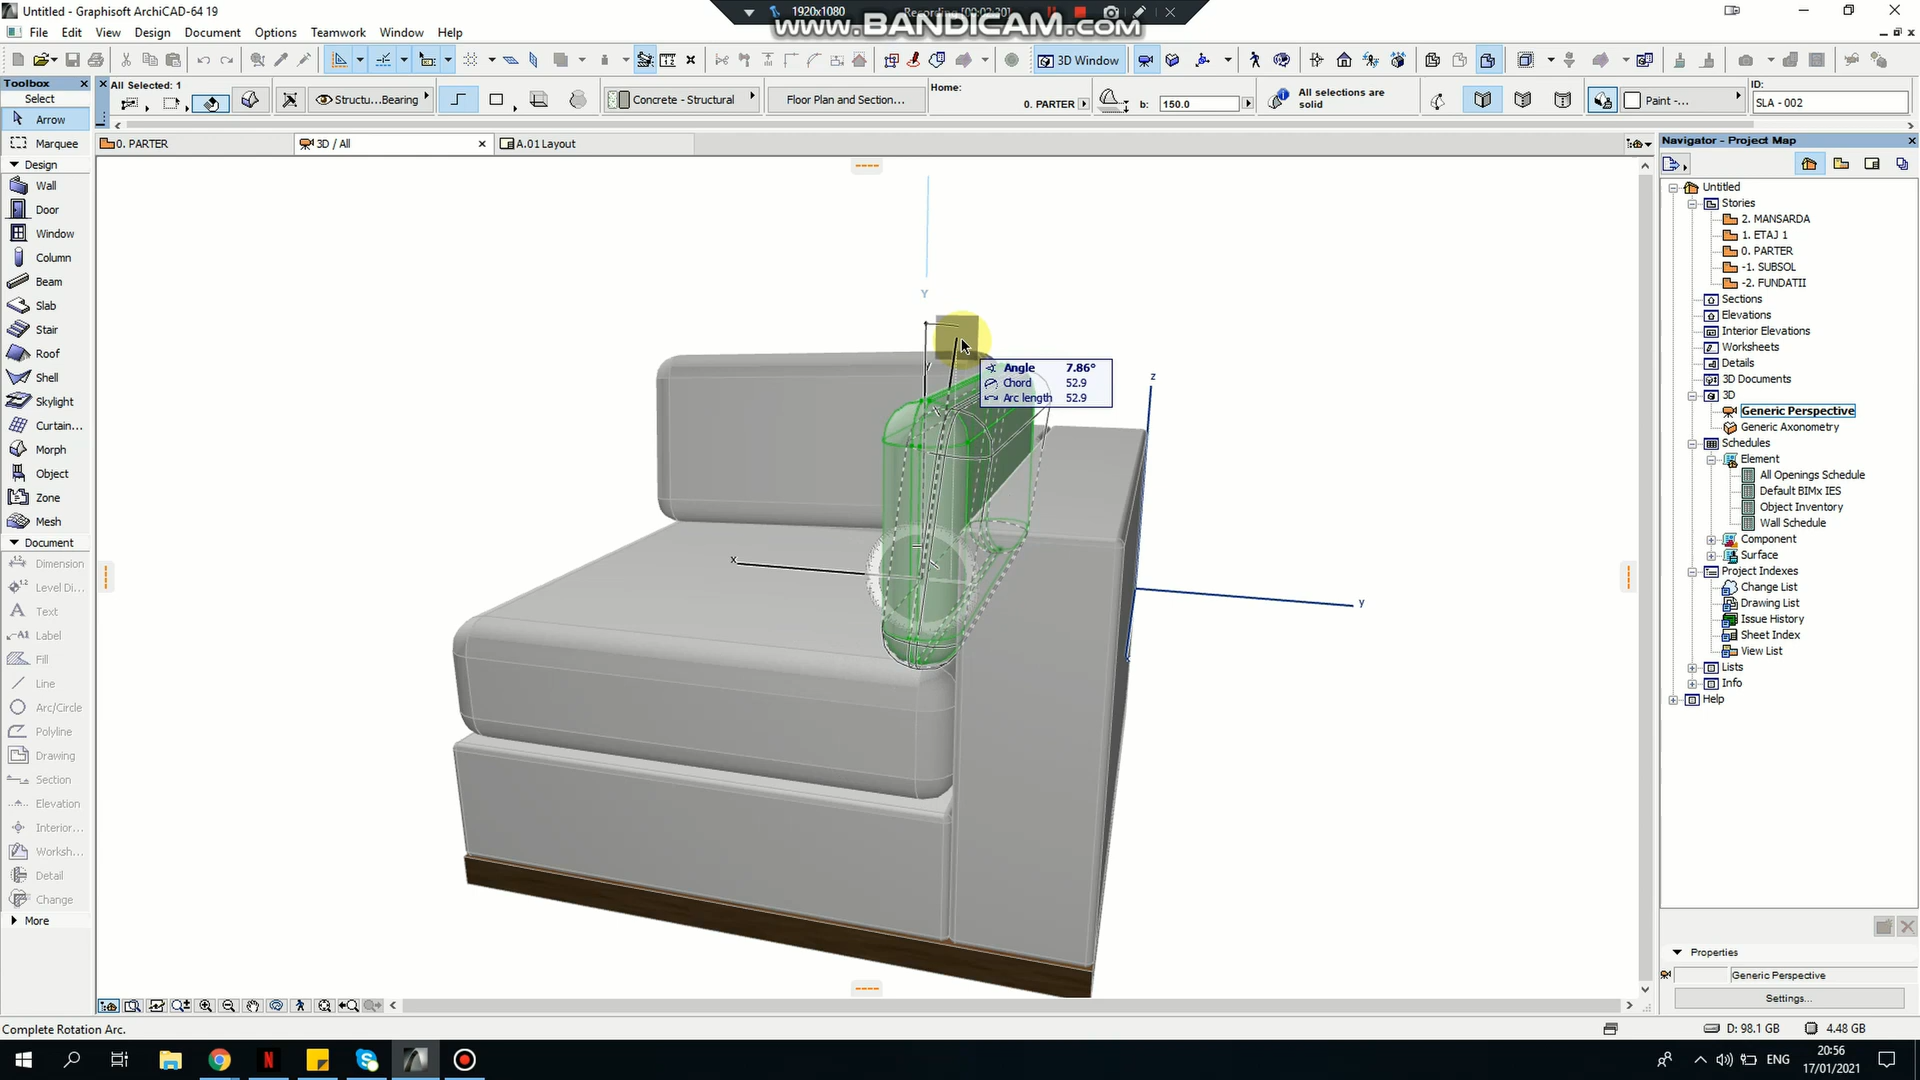 Untitled - Graphisoft ArchiCAD-64 19
1920x1080
Recording [00:02:20]
www.BANDICAM.com
File Edit View Design Document Options Teamwork Window Help
3D Window
Toolbox
Select
Arrow
Marquee
Design
Wall
Door
Window
Column
Beam
Slab
Stair
Roof
Shell
Skylight
Curtain...
Morph
Object
Zone
Mesh
Document
Dimension
Level Di...
Text
Label
Fill
Line
Arc/Circle
Polyline
Drawing
Section
Elevation
Interior...
Worksh...
Detail
Change
More
All Selected: 1
Structu...Bearing
Concrete - Structural
Floor Plan and Section...
Home:
0. PARTER
b: 150.0
All selections are solid
Paint -...
ID:
SLA - 002
0. PARTER
3D / All
A.01 Layout
Y
Angle 7.86°
Chord 52.9
Arc length 52.9
z
x
y
Navigator - Project Map
Untitled
Stories
2. MANSARDA
1. ETAJ 1
0. PARTER
-1. SUBSOL
-2. FUNDATII
Sections
Elevations
Interior Elevations
Worksheets
Details
3D Documents
3D
Generic Perspective
Generic Axonometry
Schedules
Element
All Openings Schedule
Default BIMx IES
Object Inventory
Wall Schedule
Component
Surface
Project Indexes
Change List
Drawing List
Issue History
Sheet Index
View List
Lists
Info
Help
Properties
Generic Perspective
Settings...
Complete Rotation Arc.
D: 98.1 GB
4.48 GB
ENG
20:56
17/01/2021